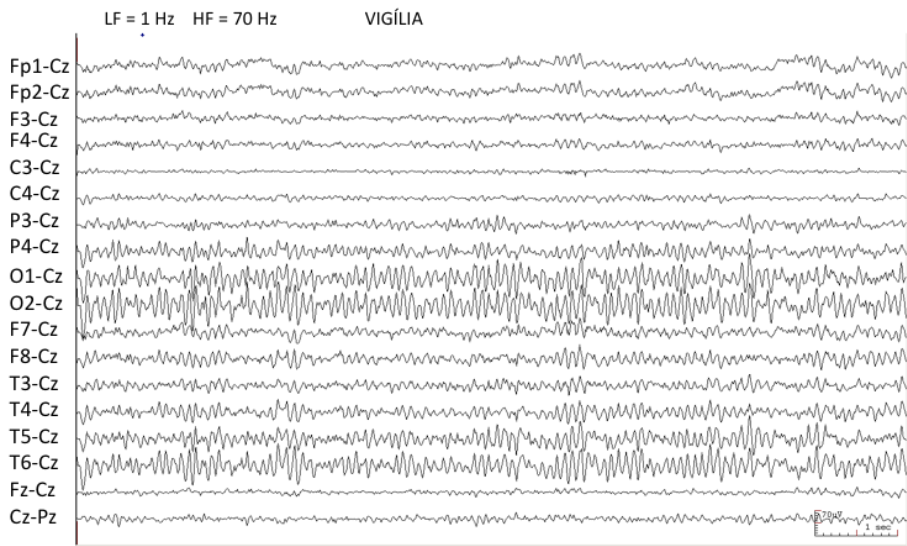 LF = 1 Hz HF = 70 Hz VIGÍLIA
Fp1-Cz
Fp2-Cz
F3-Cz
F4-Cz
C3-Cz
C4-Cz
P3-Cz
P4-Cz
O1-Cz
O2-Cz
F7-Cz
F8-Cz
T3-Cz
T4-Cz
T5-Cz
T6-Cz
Fz-Cz
Cz-Pz
70uV
1 sec